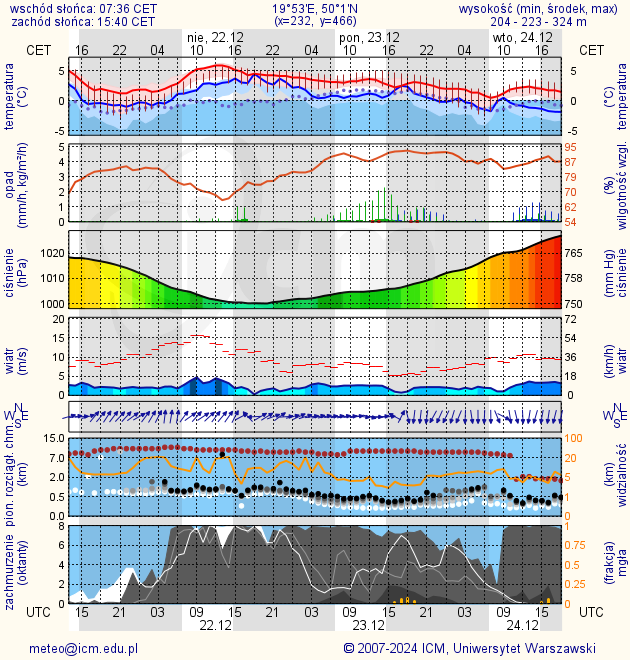 wschód słońca: 07:36 CET 19°53'E, 50°1'N wysokość (min, środek, max)
zachód słońca: 15:40 CET (x=232, y=466) 204 - 223 - 324 m
nie, 22.12 pon, 23.12 wto, 24.12
CET 16 22 04 10 16 22 04 10 16 22 04 10 16 CET
temperatura (°C) 5 0 -5 5 0 -5 temperatura (°C)
opad (mm/h, kg/m²/h) 5 4 3 2 1 0 95 87 79 70 62 54 (%) wilgotność wzgl.
ciśnienie (hPa) 1020 1010 1000 765 758 750 (mm Hg) ciśnienie
wiatr (m/s) 20 15 10 5 0 72 54 36 18 0 (km/h) wiatr
N W E S N W E S
pion. rozciągł. chm. (km) 15.0 7.0 2.0 0.5 0.0 100 20 5 1 0 (km) widzialność
zachmurzenie (oktanty) 8 6 4 2 0 1 0.75 0.5 0.25 0 (frakcja) mgła
UTC 15 21 03 09 15 21 03 09 15 21 03 09 15 UTC
22.12 23.12 24.12
meteo@icm.edu.pl © 2007-2024 ICM, Uniwersytet Warszawski